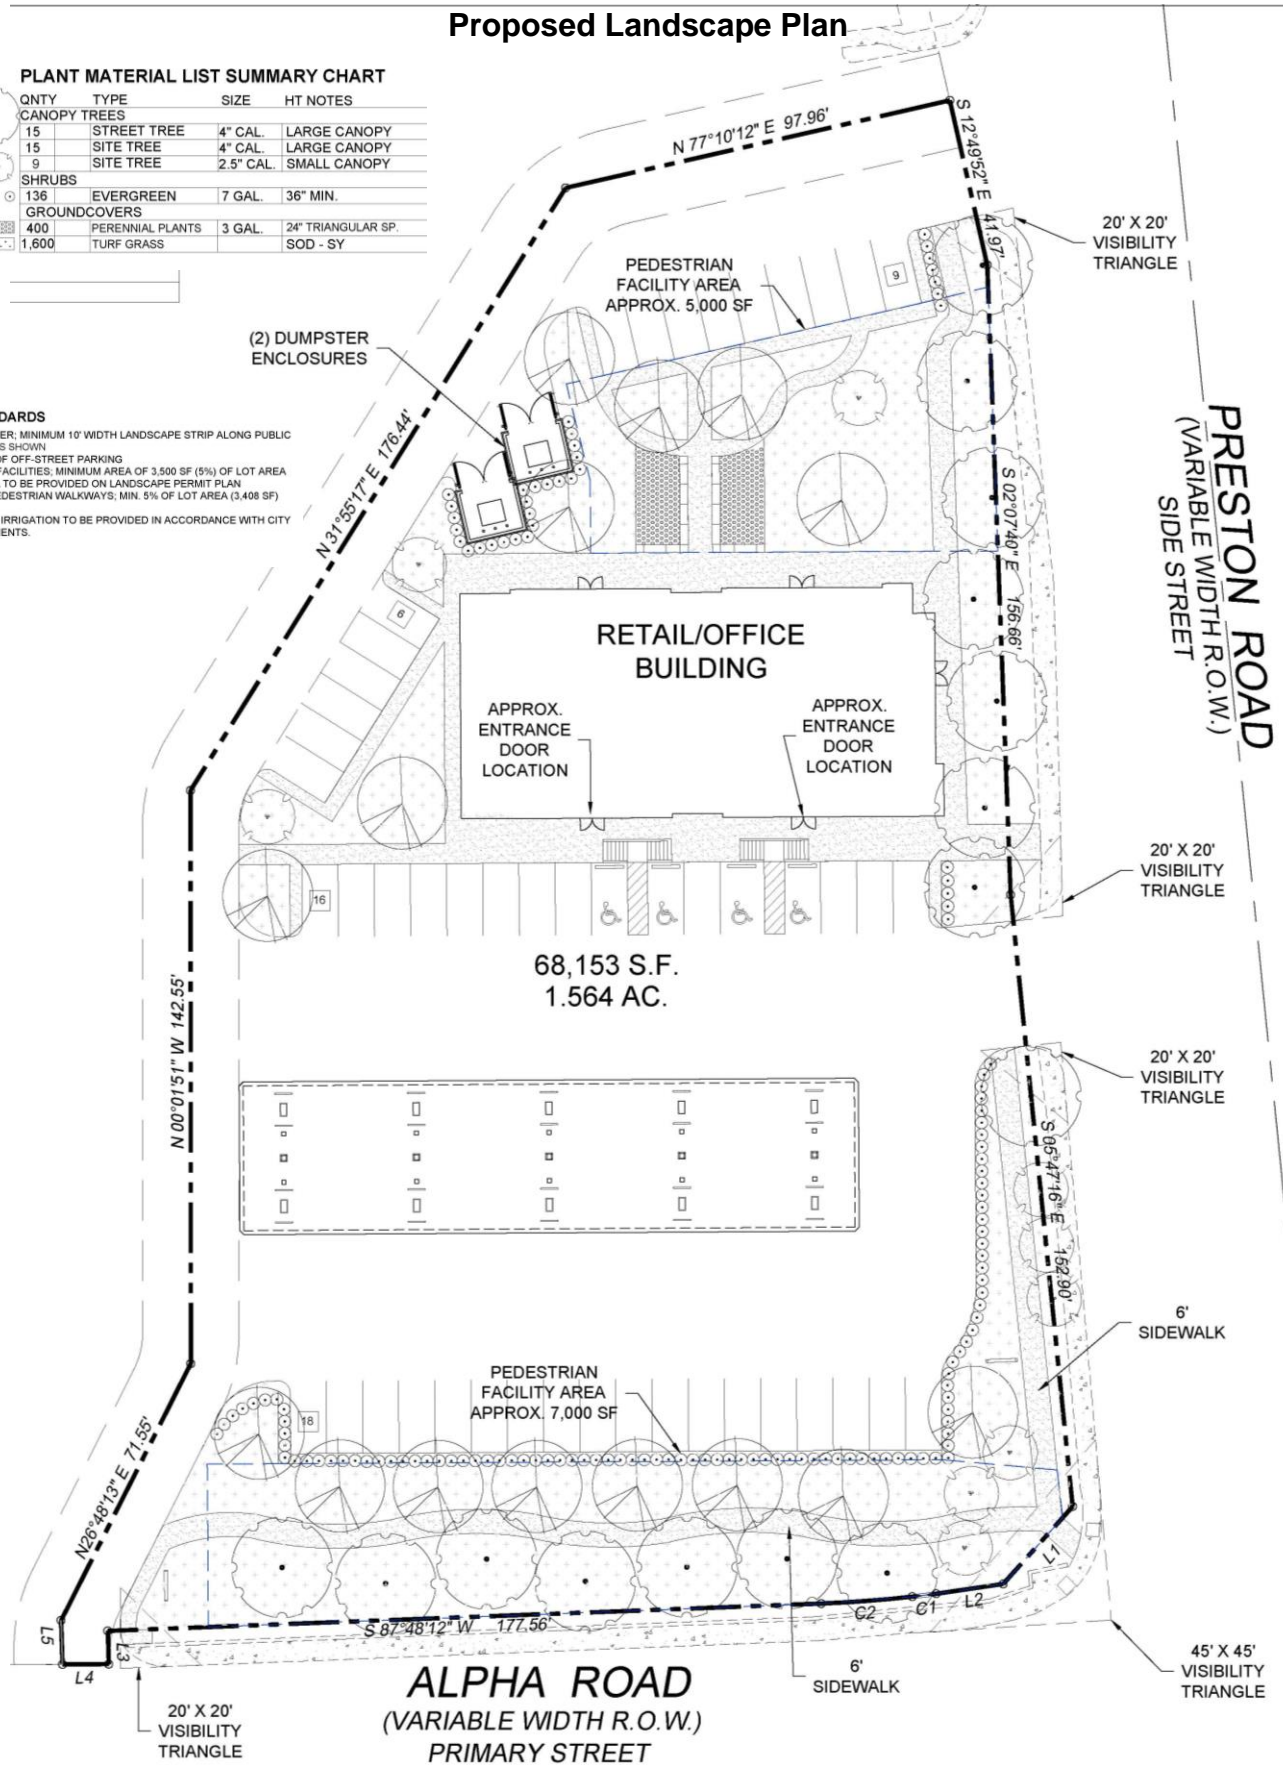 Proposed Landscape Plan
PLANT MATERIAL LIST SUMMARY CHART
QNTY TYPE SIZE HT NOTES
CANOPY TREES
15 STREET TREE 4" CAL. LARGE CANOPY
15 SITE TREE 4" CAL. LARGE CANOPY
9 SITE TREE 2.5" CAL. SMALL CANOPY
SHRUBS
136 EVERGREEN 7 GAL. 36" MIN.
GROUNDCOVERS
400 PERENNIAL PLANTS 3 GAL. 24" TRIANGULAR SP.
1,600 TURF GRASS SOD - SY
DARDS
ER; MINIMUM 10' WIDTH LANDSCAPE STRIP ALONG PUBLIC
S SHOWN
OF OFF-STREET PARKING
FACILITIES; MINIMUM AREA OF 3,500 SF (5%) OF LOT AREA
TO BE PROVIDED ON LANDSCAPE PERMIT PLAN
EDESTRIAN WALKWAYS; MIN. 5% OF LOT AREA (3,408 SF)
IRRIGATION TO BE PROVIDED IN ACCORDANCE WITH CITY
ENTS.
N 77°10'12" E 97.96'
S 12°49'52" E 41.97'
20' X 20'
VISIBILITY
TRIANGLE
PEDESTRIAN
FACILITY AREA
APPROX. 5,000 SF
9
(2) DUMPSTER
ENCLOSURES
N 31°55'17" E 176.44'
S 02°07'40" E 156.66'
PRESTON ROAD
(VARIABLE WIDTH R.O.W.)
SIDE STREET
6
RETAIL/OFFICE
BUILDING
APPROX.
ENTRANCE
DOOR
LOCATION
APPROX.
ENTRANCE
DOOR
LOCATION
20' X 20'
VISIBILITY
TRIANGLE
16
68,153 S.F.
1.564 AC.
N 00°01'51" W 142.55'
20' X 20'
VISIBILITY
TRIANGLE
S 05°47'16" E 152.90'
6'
SIDEWALK
PEDESTRIAN
FACILITY AREA
APPROX. 7,000 SF
18
N26°48'13" E 71.55'
L1
L2
C1
C2
S 87°48'12" W 177.56'
L5
L3
L4
20' X 20'
VISIBILITY
TRIANGLE
ALPHA ROAD
(VARIABLE WIDTH R.O.W.)
PRIMARY STREET
6'
SIDEWALK
45' X 45'
VISIBILITY
TRIANGLE